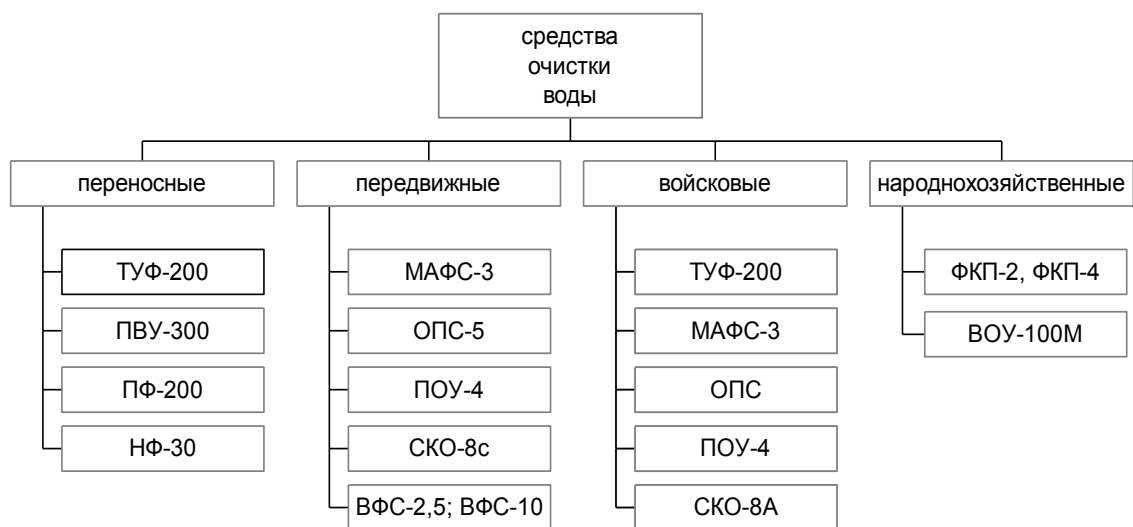 средства
очистки
воды
переносные
передвижные
войсковые
народнохозяйственные
ТУФ-200
МАФС-3
ТУФ-200
ФКП-2, ФКП-4
ПВУ-300
ОПС-5
МАФС-3
ВОУ-100М
ПФ-200
ПОУ-4
ОПС
НФ-30
СКО-8с
ПОУ-4
ВФС-2,5; ВФС-10
СКО-8А